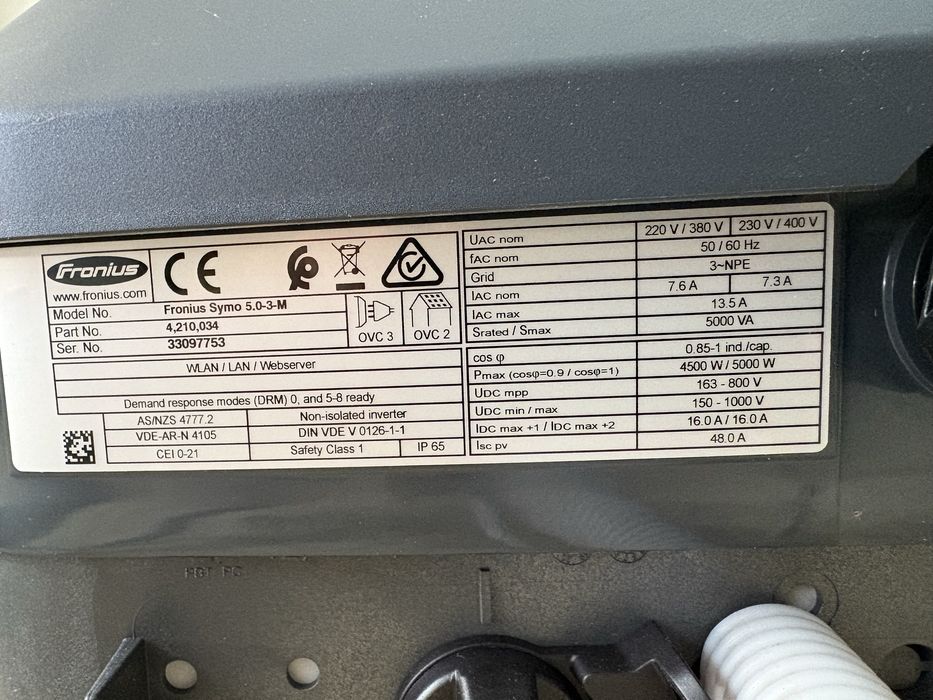 Fronius
www.fronius.com
CE
Model No. Fronius Symo 5.0-3-M
Part No. 4,210,034
Ser. No. 33097753
OVC 3 OVC 2
WLAN / LAN / Webserver
Demand response modes (DRM) 0, and 5-8 ready
AS/NZS 4777.2 Non-isolated inverter
VDE-AR-N 4105 DIN VDE V 0126-1-1
CEI 0-21 Safety Class 1 IP 65
UAC nom 220 V / 380 V 230 V / 400 V
fAC nom 50 / 60 Hz
Grid 3~NPE
IAC nom 7.6 A 7.3 A
IAC max 13.5 A
Srated / Smax 5000 VA
cos φ 0.85-1 ind./cap.
Pmax (cosφ=0.9 / cosφ=1) 4500 W / 5000 W
UDC mpp 163 - 800 V
UDC min / max 150 - 1000 V
IDC max +1 / IDC max +2 16.0 A / 16.0 A
Isc pv 48.0 A